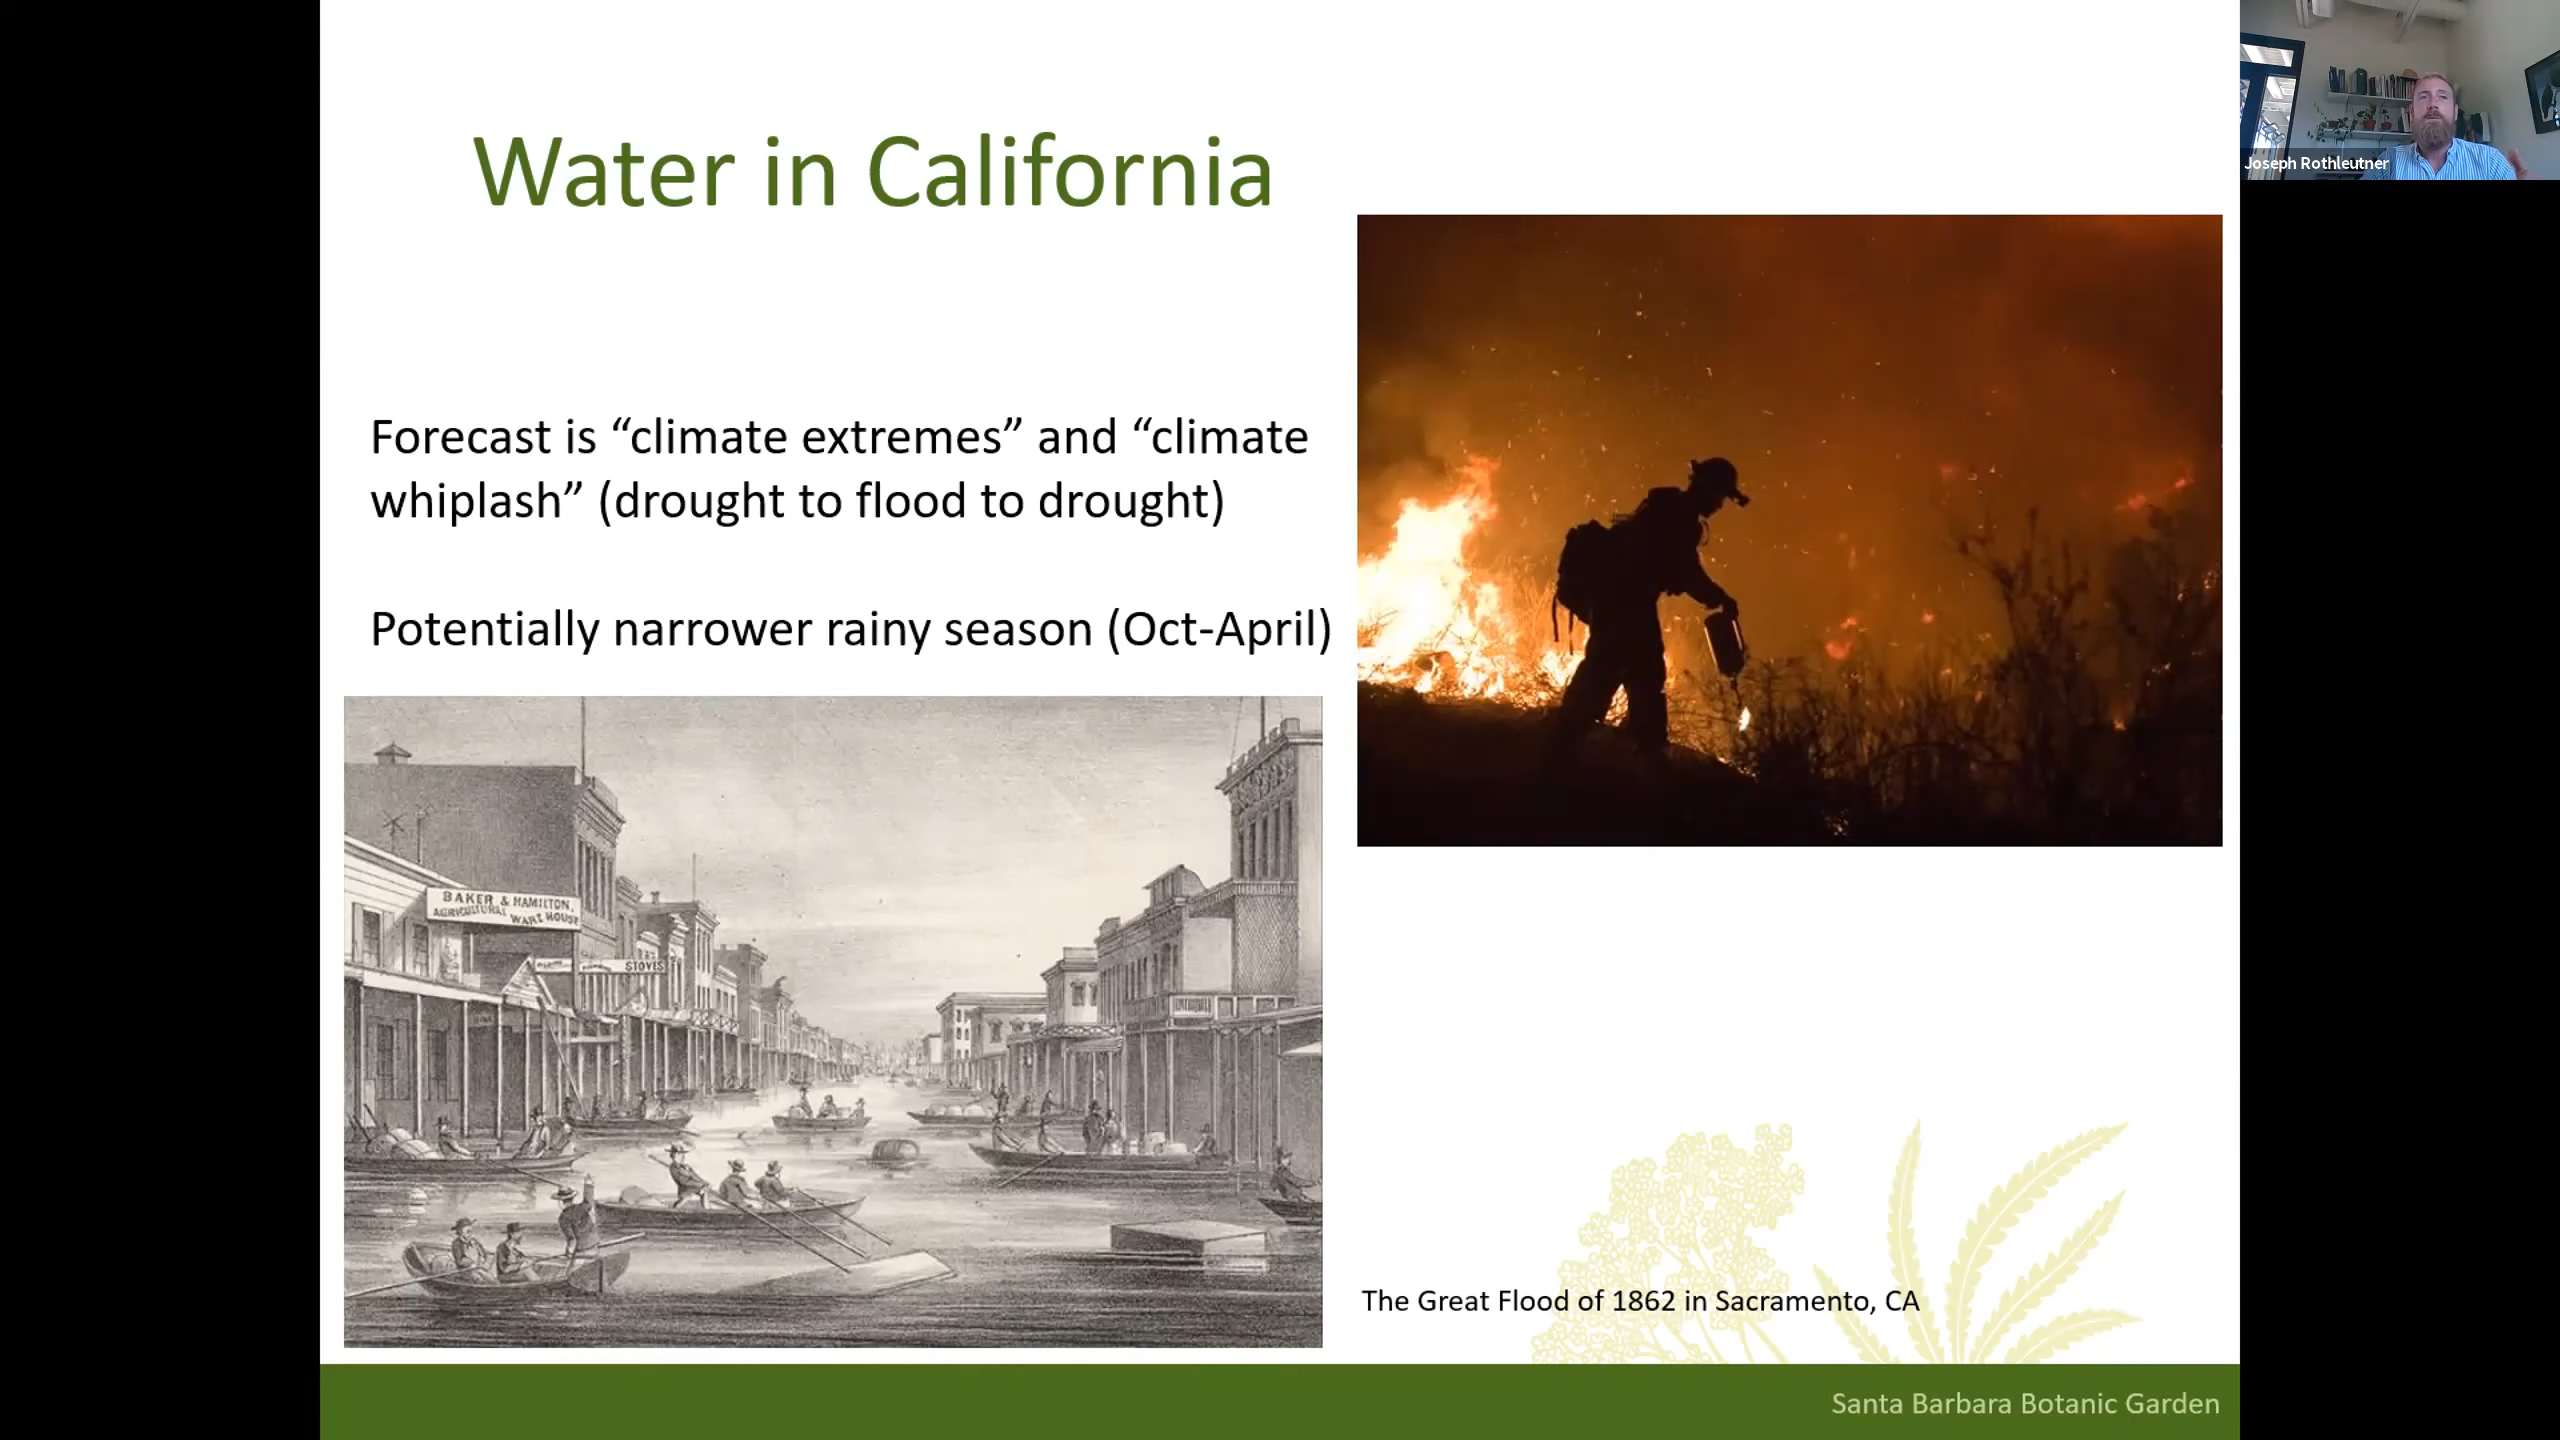 Water in California
Joseph Rothleutner
Forecast is “climate extremes” and “climate
whiplash” (drought to flood to drought)
Potentially narrower rainy season (Oct-April)
BAKER & HAMILTON,
AGRICULTURAL WARE HOUSE
STOVES
The Great Flood of 1862 in Sacramento, CA
Santa Barbara Botanic Garden